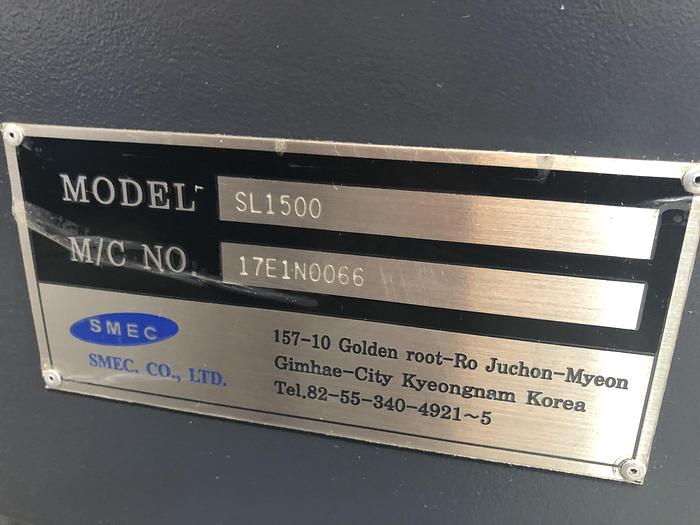 MODEL SL1500
M/C NO. 17E1N0066
SMEC
SMEC. CO., LTD.
157-10 Golden root-Ro Juchon-Myeon
Gimhae-City Kyeongnam Korea
Tel.82-55-340-4921~5